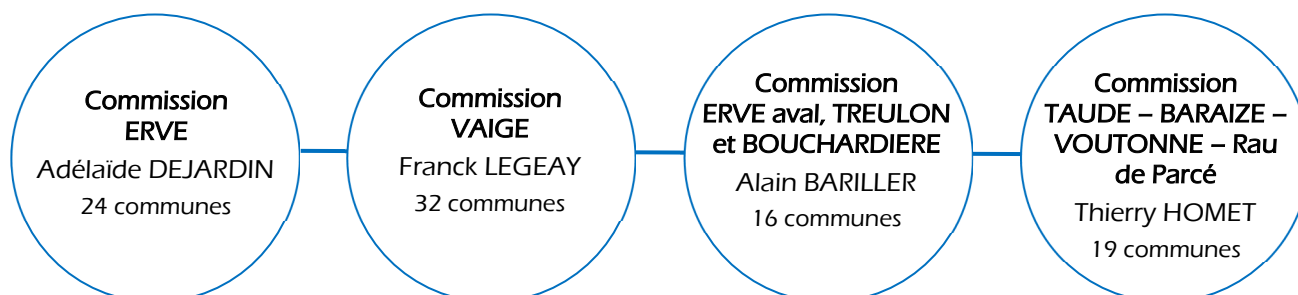 Commission
ERVE
Adélaïde DEJARDIN
24 communes
Commission
VAIGE
Franck LEGEAY
32 communes
Commission
ERVE aval, TREULON
et BOUCHARDIERE
Alain BARILLER
16 communes
Commission
TAUDE – BARAIZE –
VOUTONNE – Rau
de Parcé
Thierry HOMET
19 communes